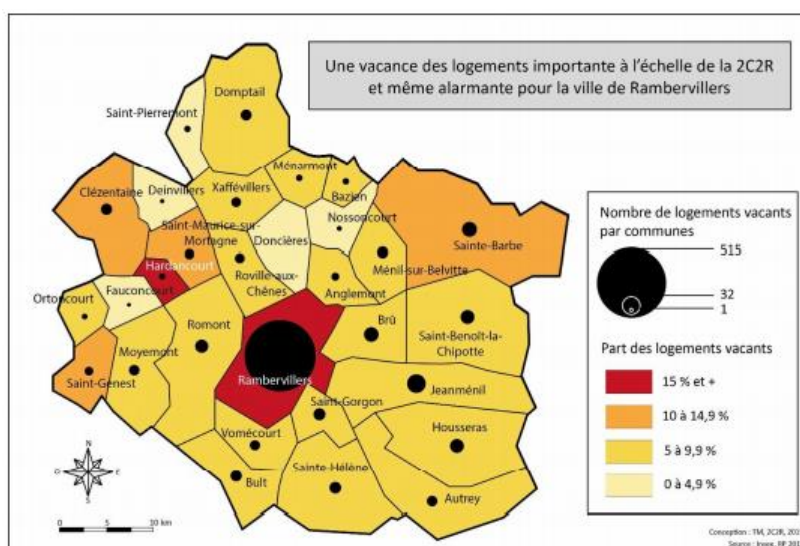 Une vacance des logements importante à l'échelle de la 2C2R
et même alarmante pour la ville de Rambervillers
Domptail
Saint-Pierremont
Ménarmont
Clézentaine
Deinvillers
Xaffévillers
Bazien
Nossoncourt
Saint-Maurice-sur-
Mortagne
Doncières
Sainte-Barbe
Hardancourt
Roville-aux-
Chênes
Ménil-sur-Belvitte
Fauconcourt
Anglemont
Ortoncourt
Romont
Brû
Saint-Benoît-la-
Chipotte
Moyemont
Saint-Genest
Rambervillers
Jeanménil
Saint-Gorgon
Vomécourt
Housseras
Bult
Sainte-Hélène
Autrey
Nombre de logements vacants
par communes
515
32
1
Part des logements vacants
15 % et +
10 à 14,9 %
5 à 9,9 %
0 à 4,9 %
N
O
E
S
0 5 10 km
Conception : TM, 2C2R,
Source : Insee, RP